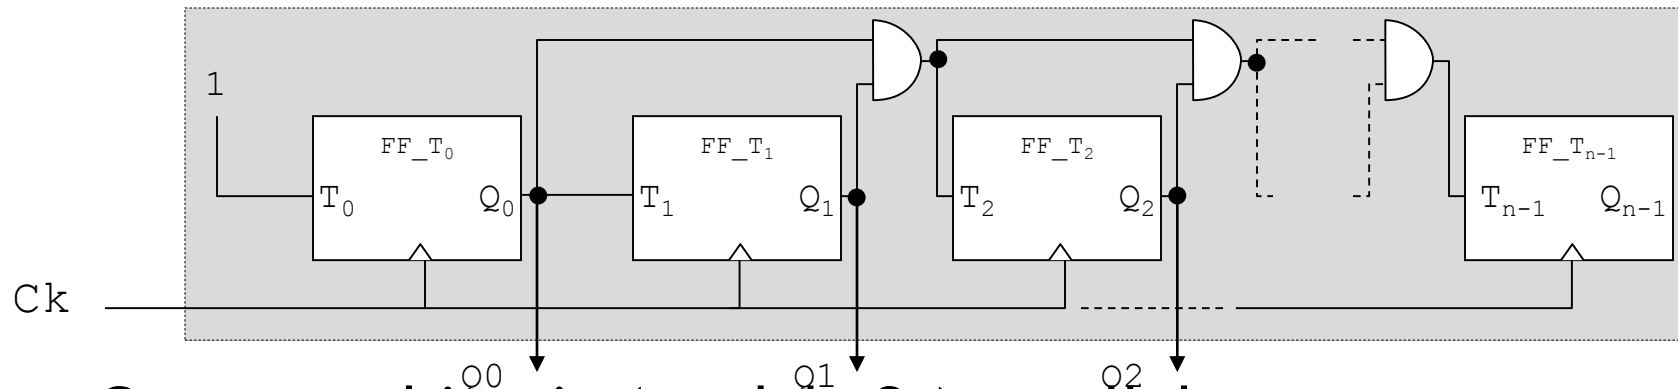 1
FF_T0
FF_T1
FF_T2
FF_Tn-1
T0 Q0
T1 Q1
T2 Q2
Tn-1 Qn-1
Ck
Q0
Q1
Q2